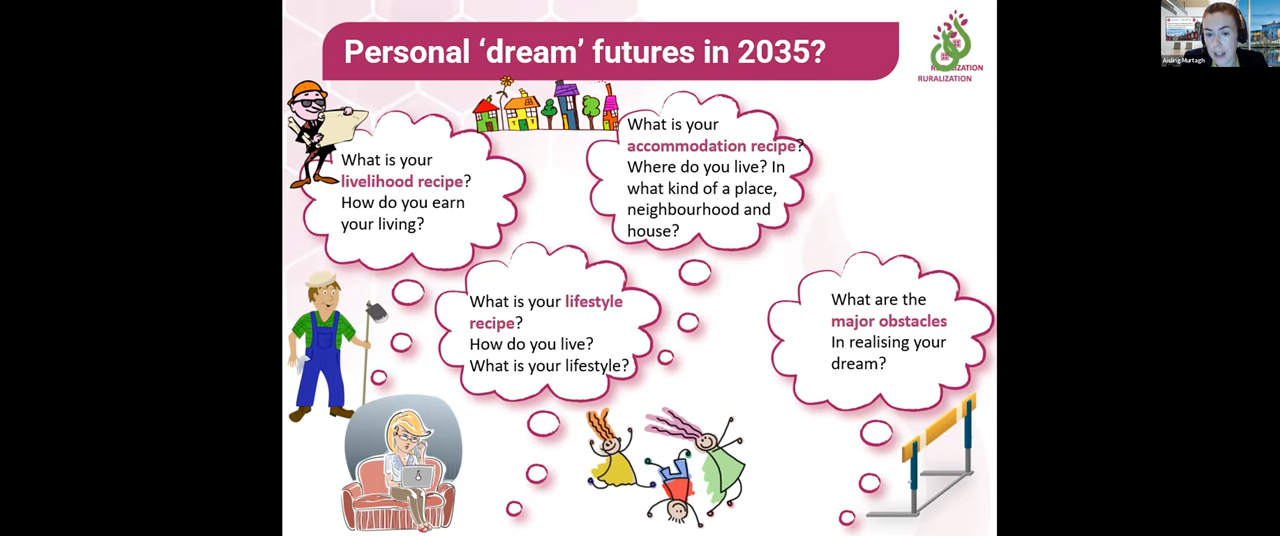 Personal ‘dream’ futures in 2035?
RURALIZATION
RURALIZATION
Aisling Murtagh
What is your
livelihood recipe?
How do you earn
your living?
What is your
accommodation recipe?
Where do you live? In
what kind of a place,
neighbourhood and
house?
What is your lifestyle
recipe?
How do you live?
What is your lifestyle?
What are the
major obstacles
In realising your
dream?